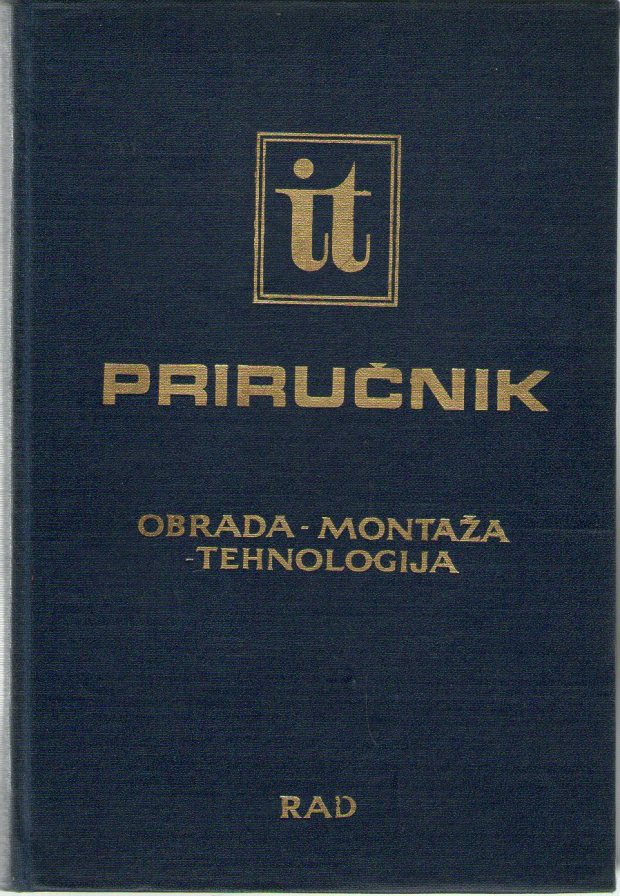 it
PRIRUČNIK
OBRADA - MONTAŽA
-TEHNOLOGIJA
RAD